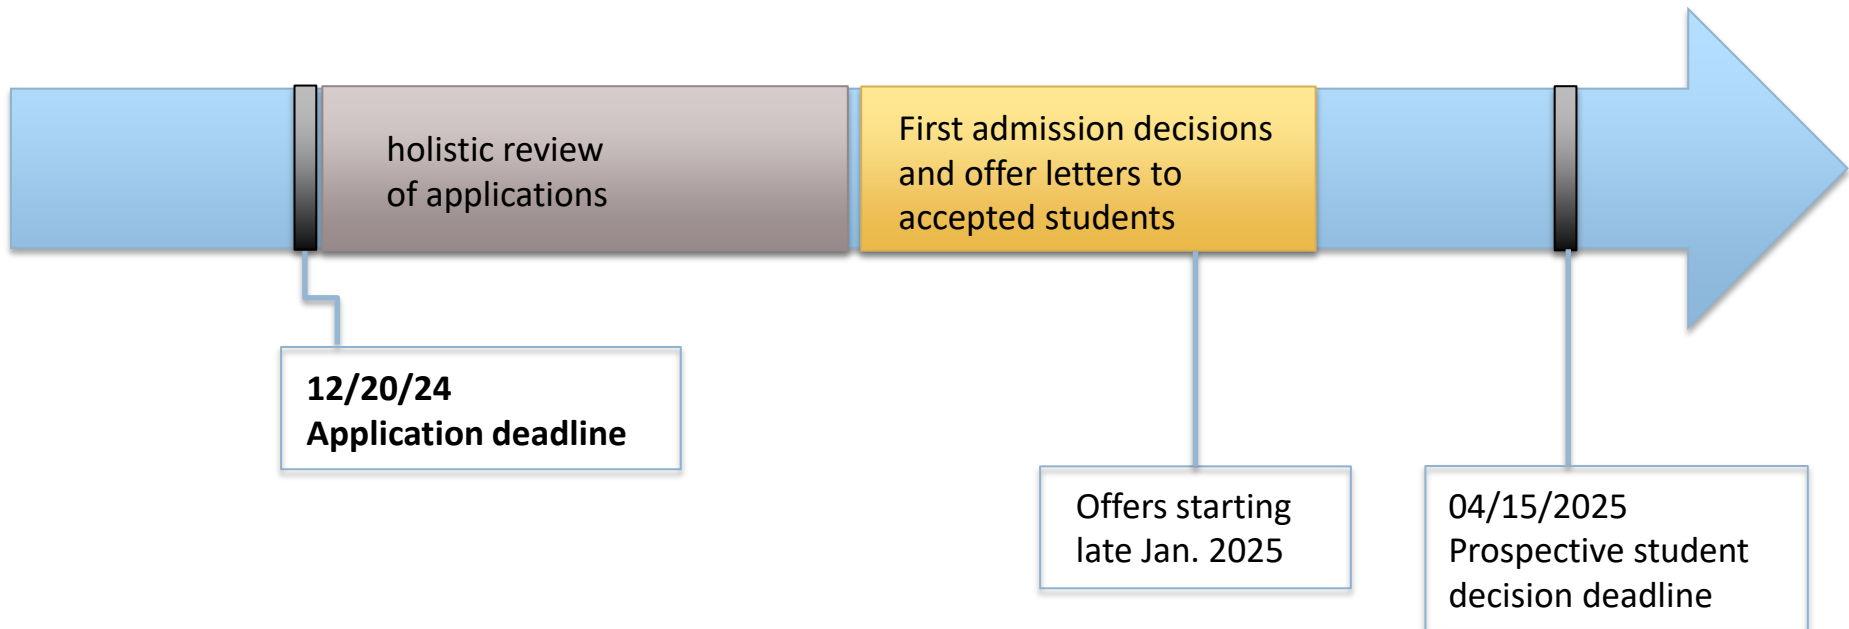 holistic review
of applications
First admission decisions
and offer letters to
accepted students
12/20/24
Application deadline
Offers starting
late Jan. 2025
04/15/2025
Prospective student
decision deadline